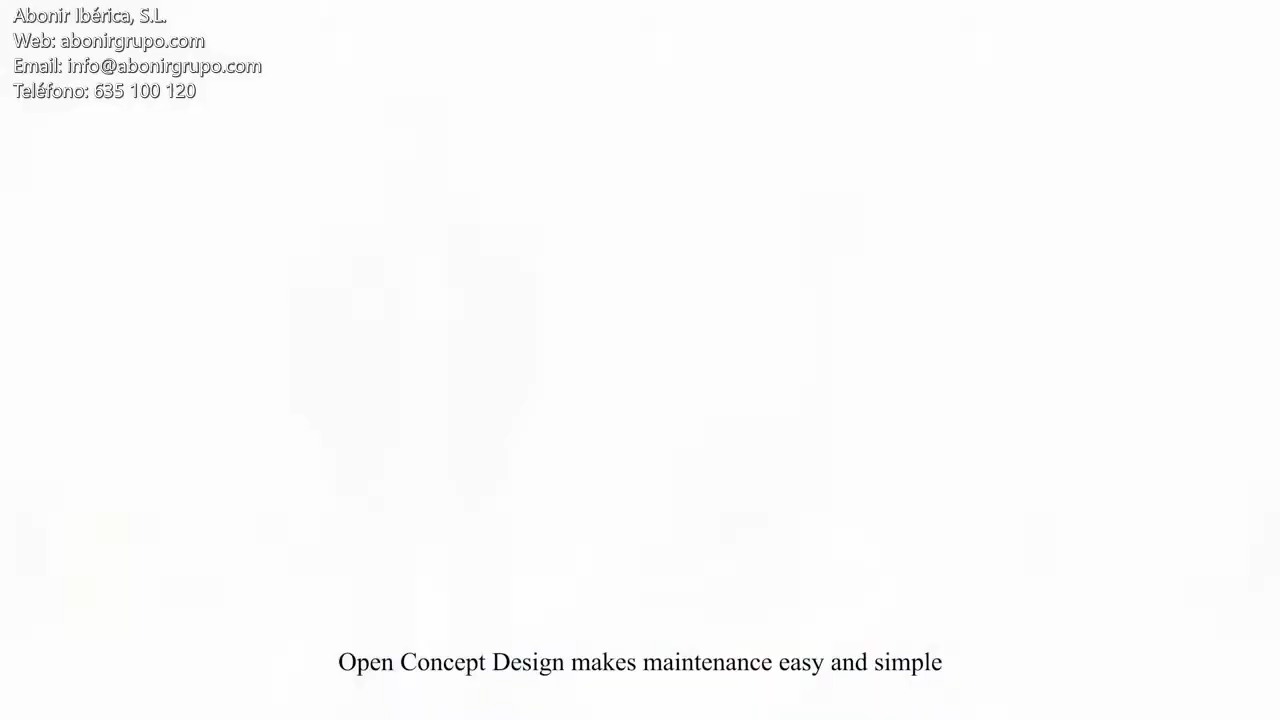 Abonir Ibérica, S.L.
Web: abonirgrupo.com
Email: info@abonirgrupo.com
Teléfono: 635 100 120
Open Concept Design makes maintenance easy and simple